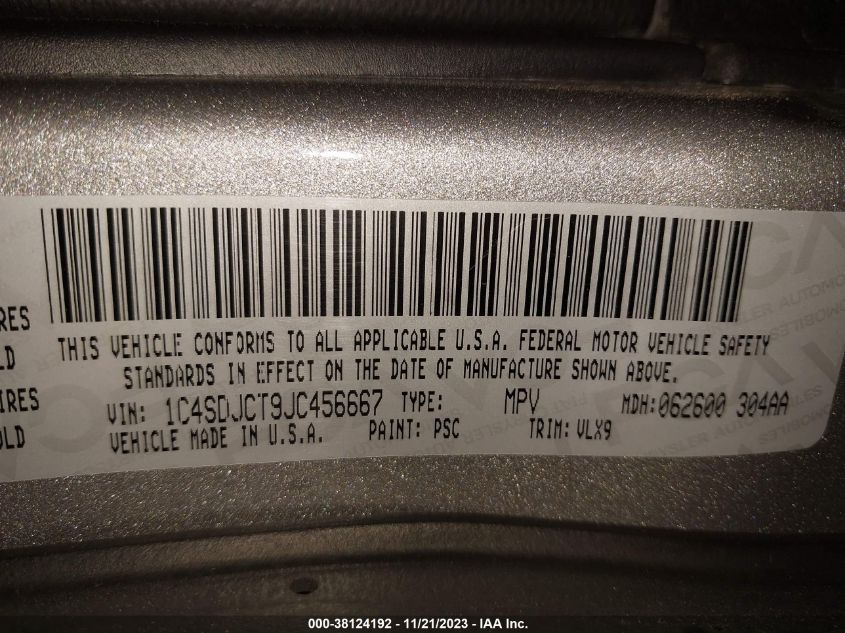 THIS VEHICLE CONFORMS TO ALL APPLICABLE U.S.A. FEDERAL MOTOR VEHICLE SAFETY
STANDARDS IN EFFECT ON THE DATE OF MANUFACTURE SHOWN ABOVE.
VIN: 1C4SDJCT9JC456667 TYPE: MPV MDH:062600 304AA
VEHICLE MADE IN U.S.A. PAINT: PSC TRIM: VLX9
RES
LD
IRES
OLD
000-38124192 - 11/21/2023 - IAA Inc.